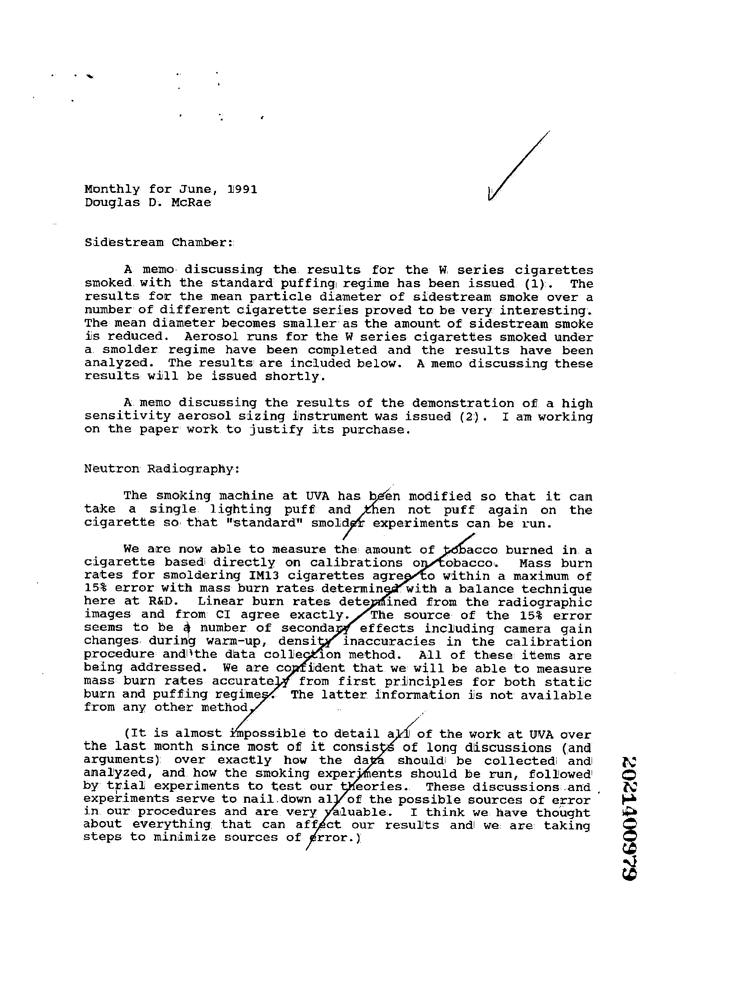 Monthly for June, 1991
Douglas D. McRae
Sidestream Chamber:
A memo discussing the results for the W series cigarettes
smoked with the standard puffing regime has been issued (1). The
results for the mean particle diameter of sidestream smoke over a
number of different cigarette series proved to be very interesting.
The mean diameter becomes smaller as the amount of sidestream smoke
is reduced. Aerosol runs for the W series cigarettes smoked under
a smolder regime have been completed and the results have been
analyzed. The results are included below. A memo discussing these
results will be issued shortly.
A memo discussing the results of the demonstration of a high
sensitivity aerosol sizing instrument was issued (2). I am working
on the paper work to justify its purchase.
Neutron Radiography:
The smoking machine at UVA has been modified so that it can
take a single lighting puff and then not puff again on the
cigarette so that "standard" smolder experiments can be run.
We are now able to measure the amount of tobacco burned in a
cigarette based directly on calibrations on tobacco. Mass burn
rates for smoldering IM13 cigarettes agree to within a maximum of
15% error with mass burn rates determined with a balance technique
here at R&D. Linear burn rates determined from the radiographic
images and from CI agree exactly. The source of the 15% error
seems to be a number of secondary effects including camera gain
changes during warm-up, density inaccuracies in the calibration
procedure and the data collection method. All of these items are
being addressed. We are confident that we will be able to measure
mass burn rates accurately from first principles for both static
burn and puffing regimes. The latter information is not available
from any other method.
(It is almost impossible to detail all of the work at UVA over
the last month since most of it consists of long discussions (and
arguments) over exactly how the data should be collected and
analyzed, and how the smoking experiments should be run, followed
by trial experiments to test our theories. These discussions and
experiments serve to nail down all of the possible sources of error
in our procedures and are very valuable. I think we have thought
about everything that can affect our results and we are taking
steps to minimize sources of error.)
2021400979